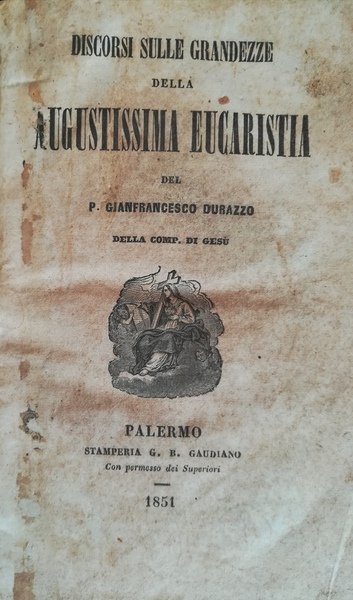 DISCORSI SULLE GRANDEZZE
DELLA
AUGUSTISSIMA EUCARISTIA
DEL
P. GIANFRANCESCO DURAZZO
DELLA COMP. DI GESÙ
PALERMO
STAMPERIA G. B. GAUDIANO
Con permesso dei Superiori
1851